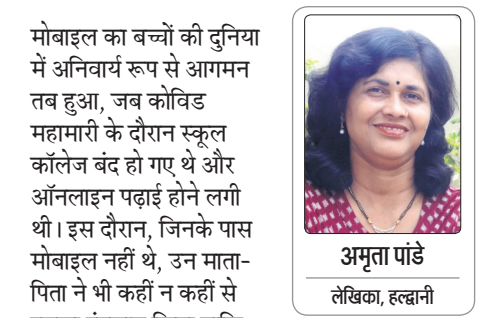 मोबाइल का बच्चों की दुनिया
में अनिवार्य रूप से आगमन
तब हुआ, जब कोविड
महामारी के दौरान स्कूल
कॉलेज बंद हो गए थे और
ऑनलाइन पढ़ाई होने लगी
थी। इस दौरान, जिनके पास
मोबाइल नहीं थे, उन माता-
पिता ने भी कहीं न कहीं से
अमृता पांडे
लेखिका, हल्द्वानी